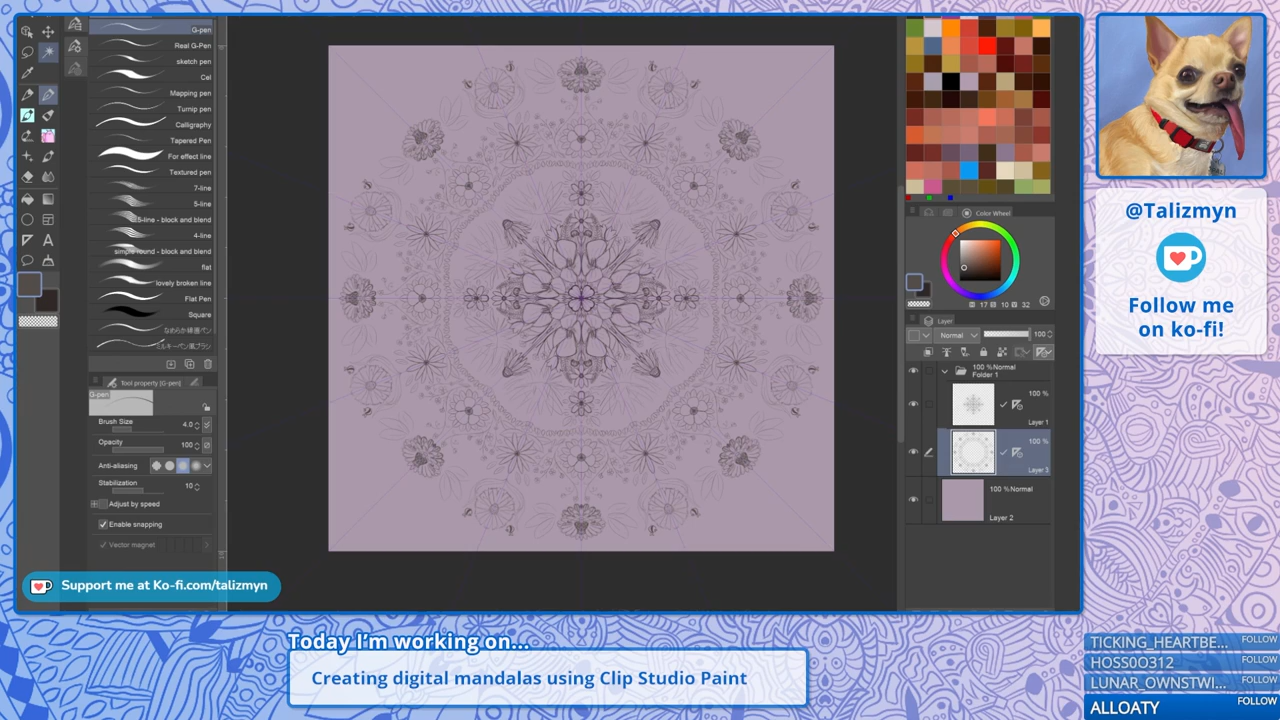 G-pen
Real G-Pen
sketch pen
Cel
Mapping pen
Turnip pen
Calligraphy
Tapered Pen
For effect line
Textured pen
7-line
5-line
5-line - block and blend
4-line
simple round - block and blend
flat
lovely broken line
Flat Pen
Square
Tool property [G-pen]
G-pen
Brush Size 4.0
Opacity 100
Anti-aliasing
Stabilization
10
Adjust by speed
Enable snapping
Vector magnet
Color Wheel
17 10 32
Layer
Normal 100
100 %Normal
Folder 1
100 %
Layer 1
100 %
Layer 3
100 %Normal
Layer 2
@Talizmyn
Follow me
on ko-fi!
Support me at Ko-fi.com/talizmyn
Today I'm working on...
Creating digital mandalas using Clip Studio Paint
TICKING_HEARTBE... FOLLOW
HOSS0O312 FOLLOW
LUNAR_OWNSTWI... FOLLOW
ALLOATY FOLLOW